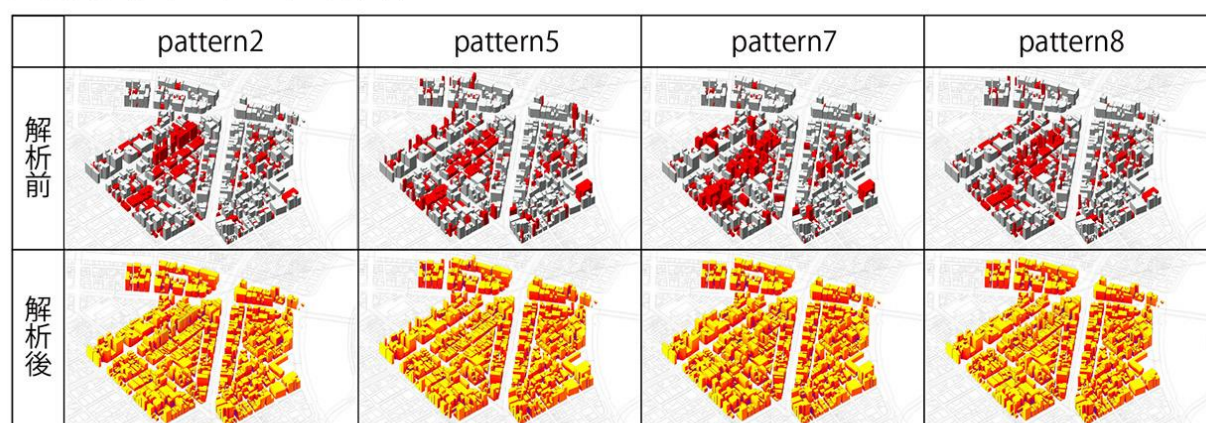 pattern2
pattern5
pattern7
pattern8
解析前
解析後